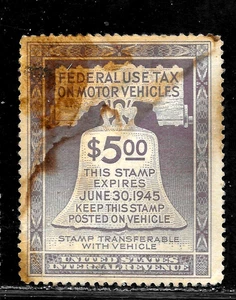 FEDERAL USE TAX
ON MOTOR VEHICLES
$5.00
THIS STAMP
EXPIRES
JUNE 30, 1945
KEEP THIS STAMP
POSTED ON VEHICLE
STAMP TRANSFERABLE
WITH VEHICLE
UNITED STATES
INTERNAL REVENUE